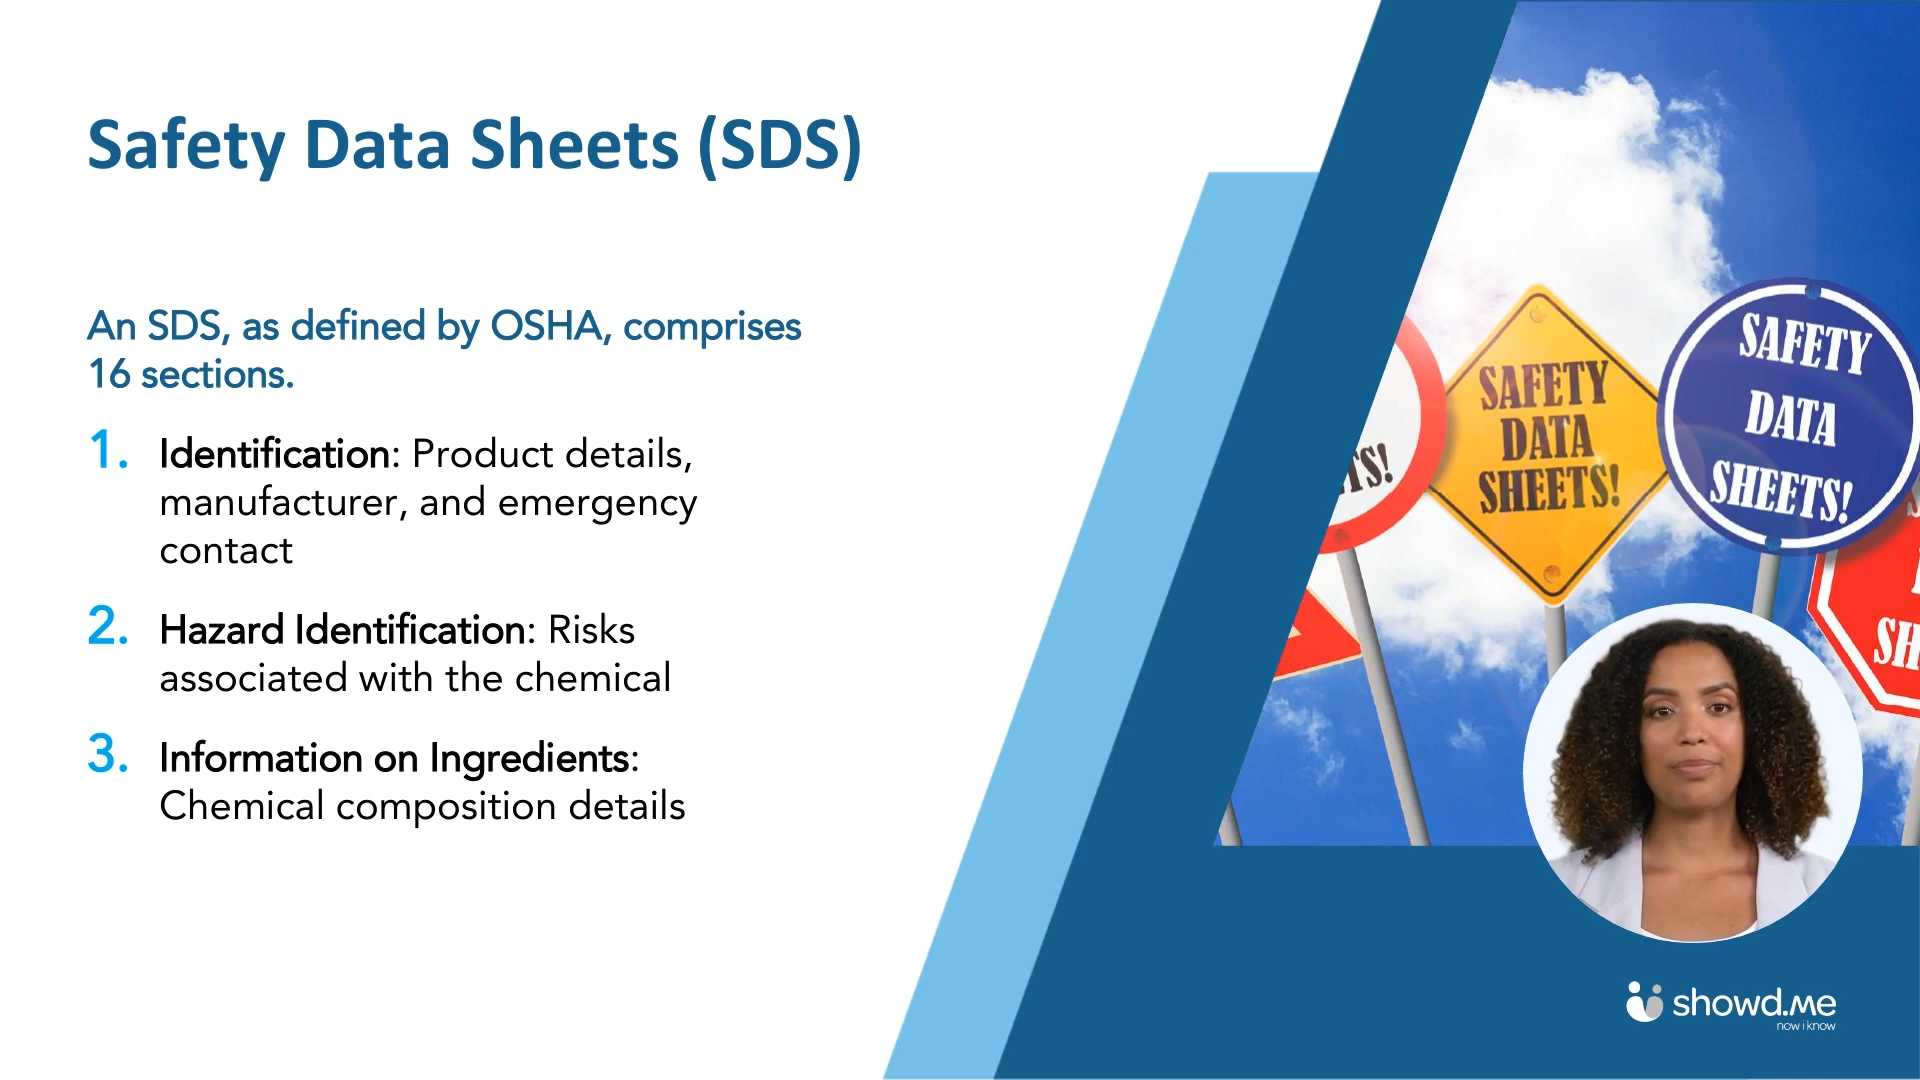 Safety Data Sheets (SDS)
An SDS, as defined by OSHA, comprises
16 sections.
1. Identification: Product details,
manufacturer, and emergency
contact
2. Hazard Identification: Risks
associated with the chemical
3. Information on Ingredients:
Chemical composition details
SAFETY
DATA
SHEETS!
SAFETY
DATA
SHEETS!
showd.me
now i know